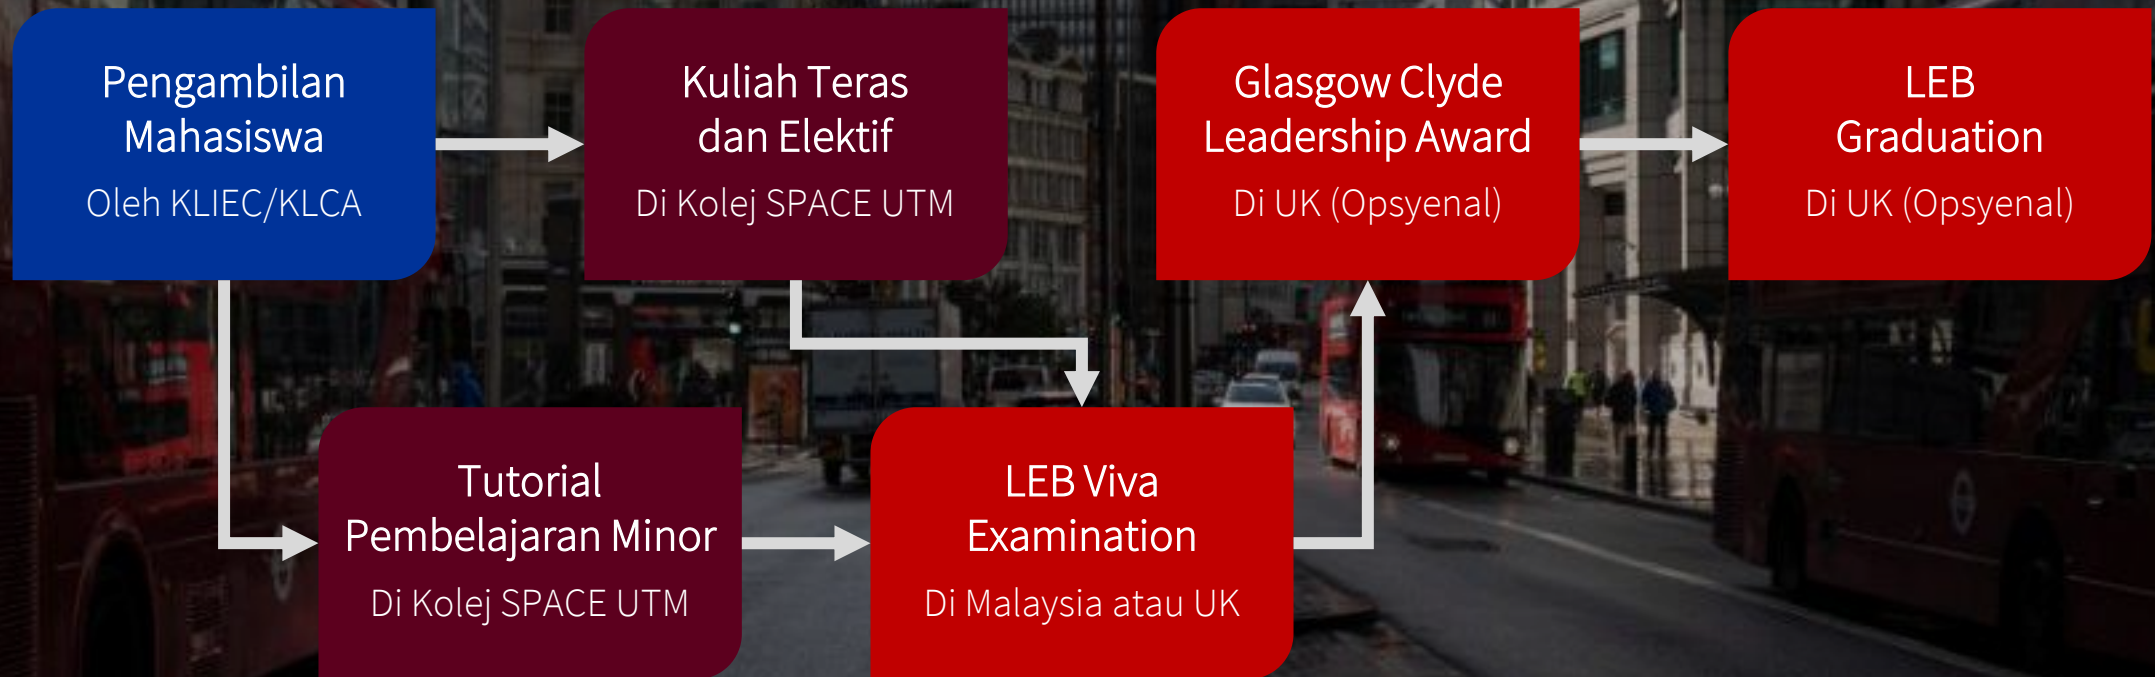 Pengambilan
Mahasiswa
Oleh KLIEC/KLCA
Kuliah Teras
dan Elektif
Di Kolej SPACE UTM
Glasgow Clyde
Leadership Award
Di UK (Opsyenal)
LEB
Graduation
Di UK (Opsyenal)
Tutorial
Pembelajaran Minor
Di Kolej SPACE UTM
LEB Viva
Examination
Di Malaysia atau UK